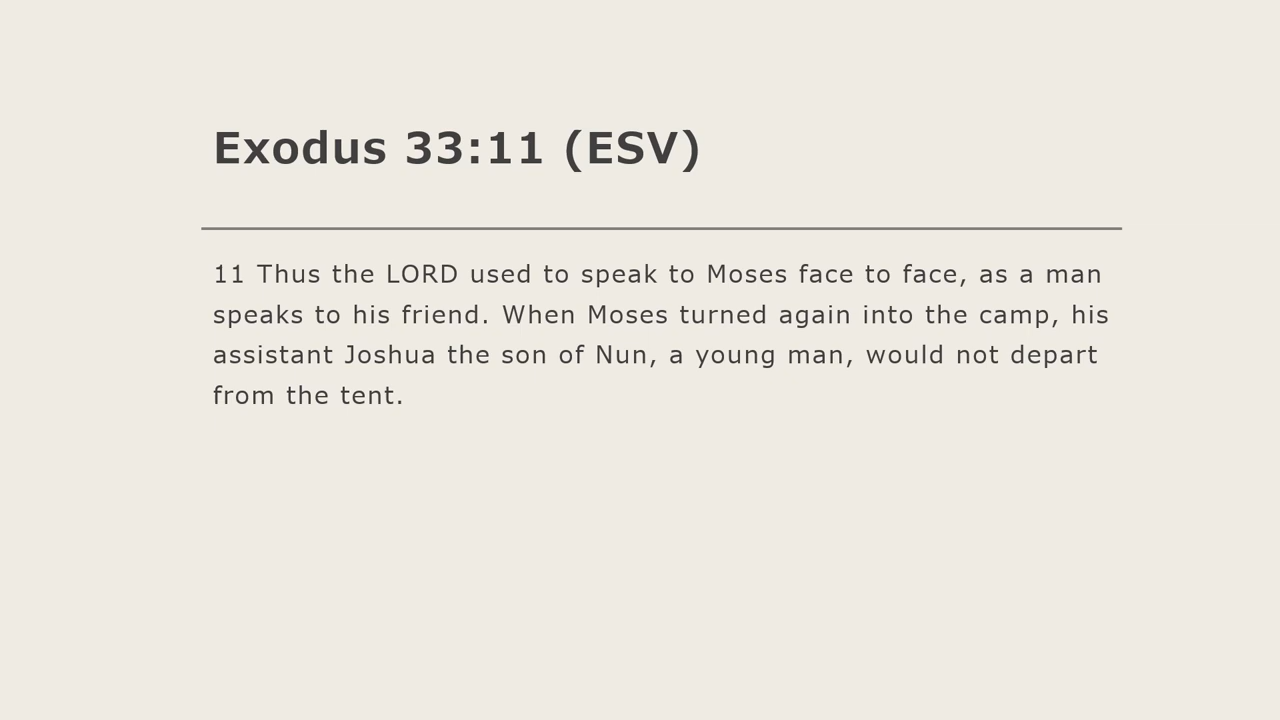 Exodus 33:11 (ESV)
11 Thus the LORD used to speak to Moses face to face, as a man
speaks to his friend. When Moses turned again into the camp, his
assistant Joshua the son of Nun, a young man, would not depart
from the tent.